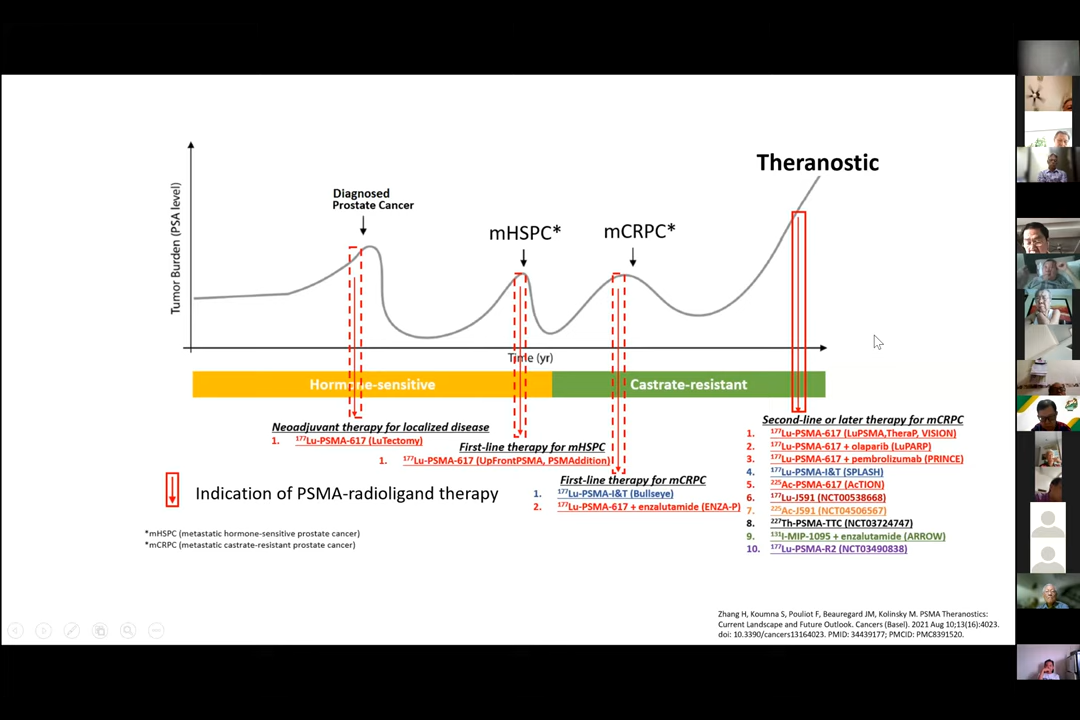 Theranostic
Diagnosed
Prostate Cancer
mHSPC*
mCRPC*
Tumor Burden (PSA level)
Time (yr)
Hormone-sensitive
Castrate-resistant
Neoadjuvant therapy for localized disease
1. ¹⁷⁷Lu-PSMA-617 (LuTectomy)
First-line therapy for mHSPC
1. ¹⁷⁷Lu-PSMA-617 (UpFrontPSMA, PSMAddition)
First-line therapy for mCRPC
1. ¹⁷⁷Lu-PSMA-I&T (Bullseye)
2. ¹⁷⁷Lu-PSMA-617 + enzalutamide (ENZA-P)
Second-line or later therapy for mCRPC
1. ¹⁷⁷Lu-PSMA-617 (LuPSMA,TheraP, VISION)
2. ¹⁷⁷Lu-PSMA-617 + olaparib (LuPARP)
3. ¹⁷⁷Lu-PSMA-617 + pembrolizumab (PRINCE)
4. ¹⁷⁷Lu-PSMA-I&T (SPLASH)
5. ²²⁵Ac-PSMA-617 (AcTION)
6. ¹⁷⁷Lu-J591 (NCT00538668)
7. ²²⁵Ac-J591 (NCT04506567)
8. ²²⁷Th-PSMA-TTC (NCT03724747)
9. ¹³¹I-MIP-1095 + enzalutamide (ARROW)
10. ¹⁷⁷Lu-PSMA-R2 (NCT03490838)
Indication of PSMA-radioligand therapy
*mHSPC (metastatic hormone-sensitive prostate cancer)
*mCRPC (metastatic castrate-resistant prostate cancer)
Zhang H, Koumna S, Pouliot F, Beauregard JM, Kolinsky M. PSMA Theranostics:
Current Landscape and Future Outlook. Cancers (Basel). 2021 Aug 10;13(16):4023.
doi: 10.3390/cancers13164023. PMID: 34439177; PMCID: PMC8391520.